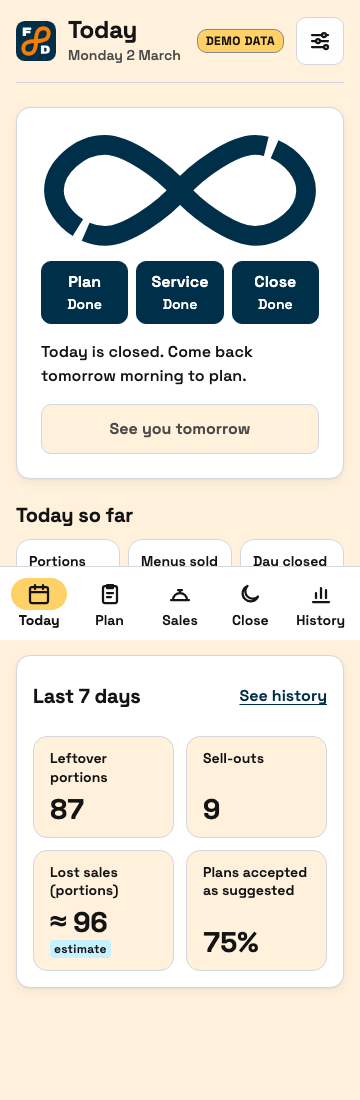 F
D
Today
Monday 2 March
DEMO DATA
Plan
Done
Service
Done
Close
Done
Today is closed. Come back
tomorrow morning to plan.
See you tomorrow
Today so far
Portions
Menus sold
Day closed
Today
Plan
Sales
Close
History
Last 7 days
See history
Leftover
portions
87
Sell-outs
9
Lost sales
(portions)
≈ 96
estimate
Plans accepted
as suggested
75%